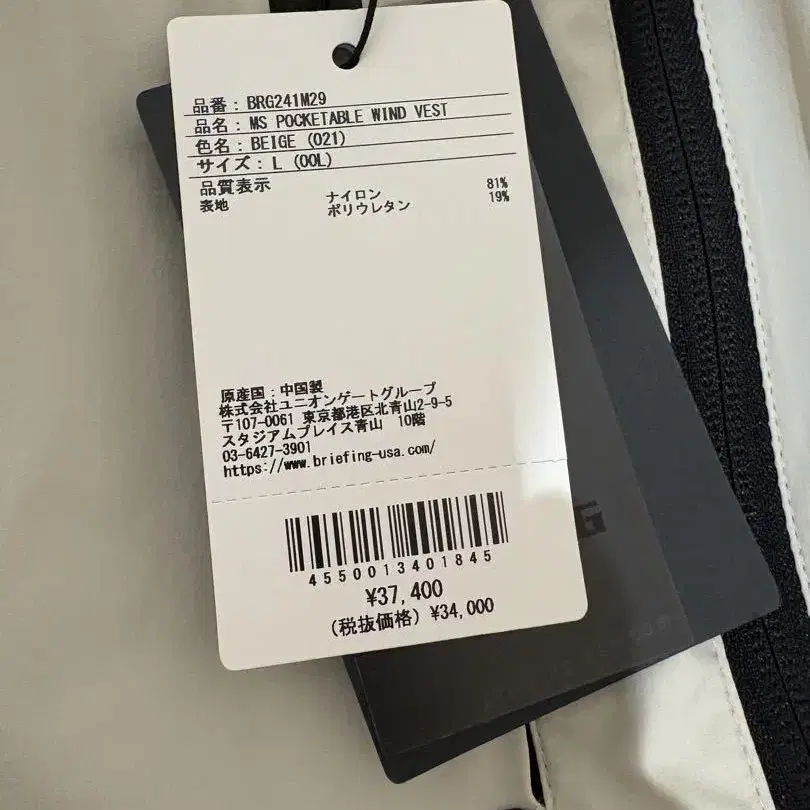 品番：BRG241M29
品名：MS POCKETABLE WIND VEST
色名：BEIGE (021)
サイズ：L (00L)
品質表示
表地 ナイロン 81%
ポリウレタン 19%
原産国：中国製
株式会社ユニオンゲートグループ
〒107-0061 東京都港区北青山2-9-5
スタジアムプレイス青山 10階
03-6427-3901
https://www.briefing-usa.com/
4550013401845
¥37,400
(税抜価格) ¥34,000
G